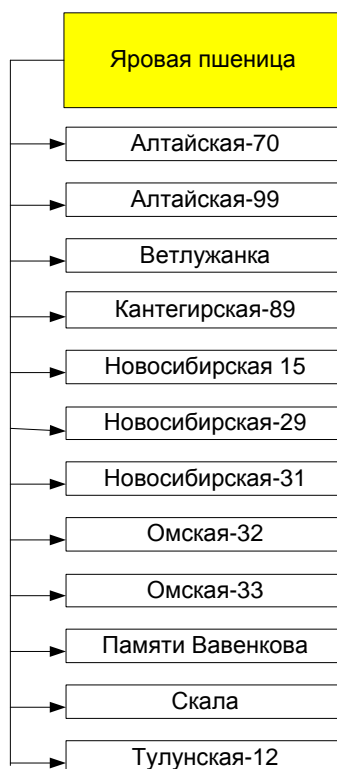 Яровая пшеница
Алтайская-70
Алтайская-99
Ветлужанка
Кантегирская-89
Новосибирская 15
Новосибирская-29
Новосибирская-31
Омская-32
Омская-33
Памяти Вавенкова
Скала
Тулунская-12